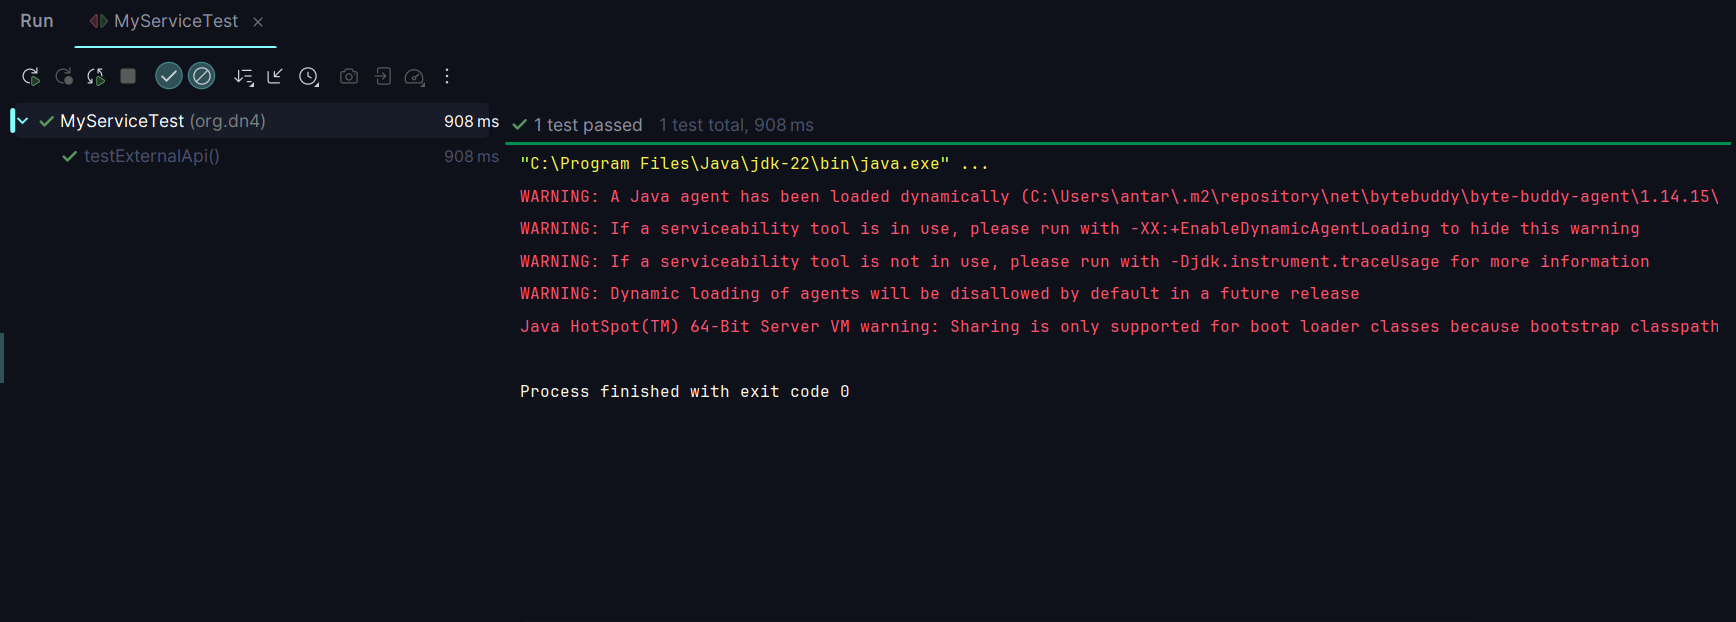 Run MyServiceTest
MyServiceTest (org.dn4) 908 ms
testExternalApi() 908 ms
1 test passed 1 test total, 908 ms
"C:\Program Files\Java\jdk-22\bin\java.exe" ...
WARNING: A Java agent has been loaded dynamically (C:\Users\antar\.m2\repository\net\bytebuddy\byte-buddy-agent\1.14.15\
WARNING: If a serviceability tool is in use, please run with -XX:+EnableDynamicAgentLoading to hide this warning
WARNING: If a serviceability tool is not in use, please run with -Djdk.instrument.traceUsage for more information
WARNING: Dynamic loading of agents will be disallowed by default in a future release
Java HotSpot(TM) 64-Bit Server VM warning: Sharing is only supported for boot loader classes because bootstrap classpath
Process finished with exit code 0